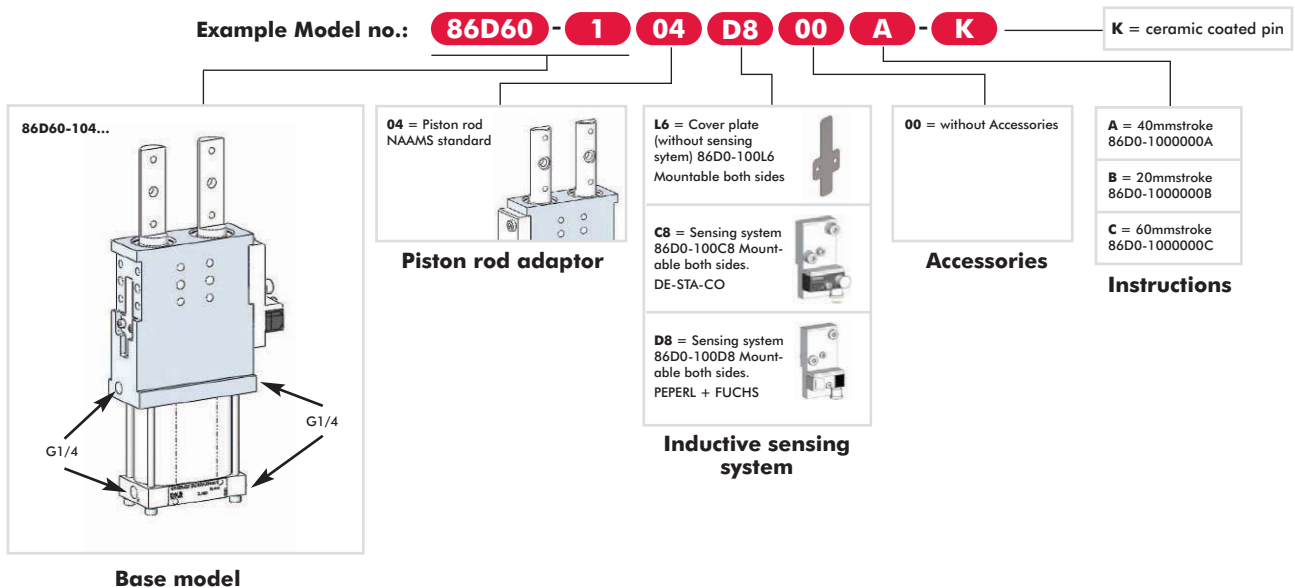 Example Model no.: 86D60 - 1 04 D8 00 A - K
K = ceramic coated pin
86D60-104...
G1/4
G1/4
Base model
04 = Piston rod
NAAMS standard
Piston rod adaptor
L6 = Cover plate
(without sensing
sytem) 86D0-100L6
Mountable both sides
C8 = Sensing system
86D0-100C8 Mount-
able both sides.
DE-STA-CO
D8 = Sensing system
86D0-100D8 Mount-
able both sides.
PEPERL + FUCHS
Inductive sensing
system
00 = without Accessories
Accessories
A = 40mmstroke
86D0-1000000A
B = 20mmstroke
86D0-1000000B
C = 60mmstroke
86D0-1000000C
Instructions